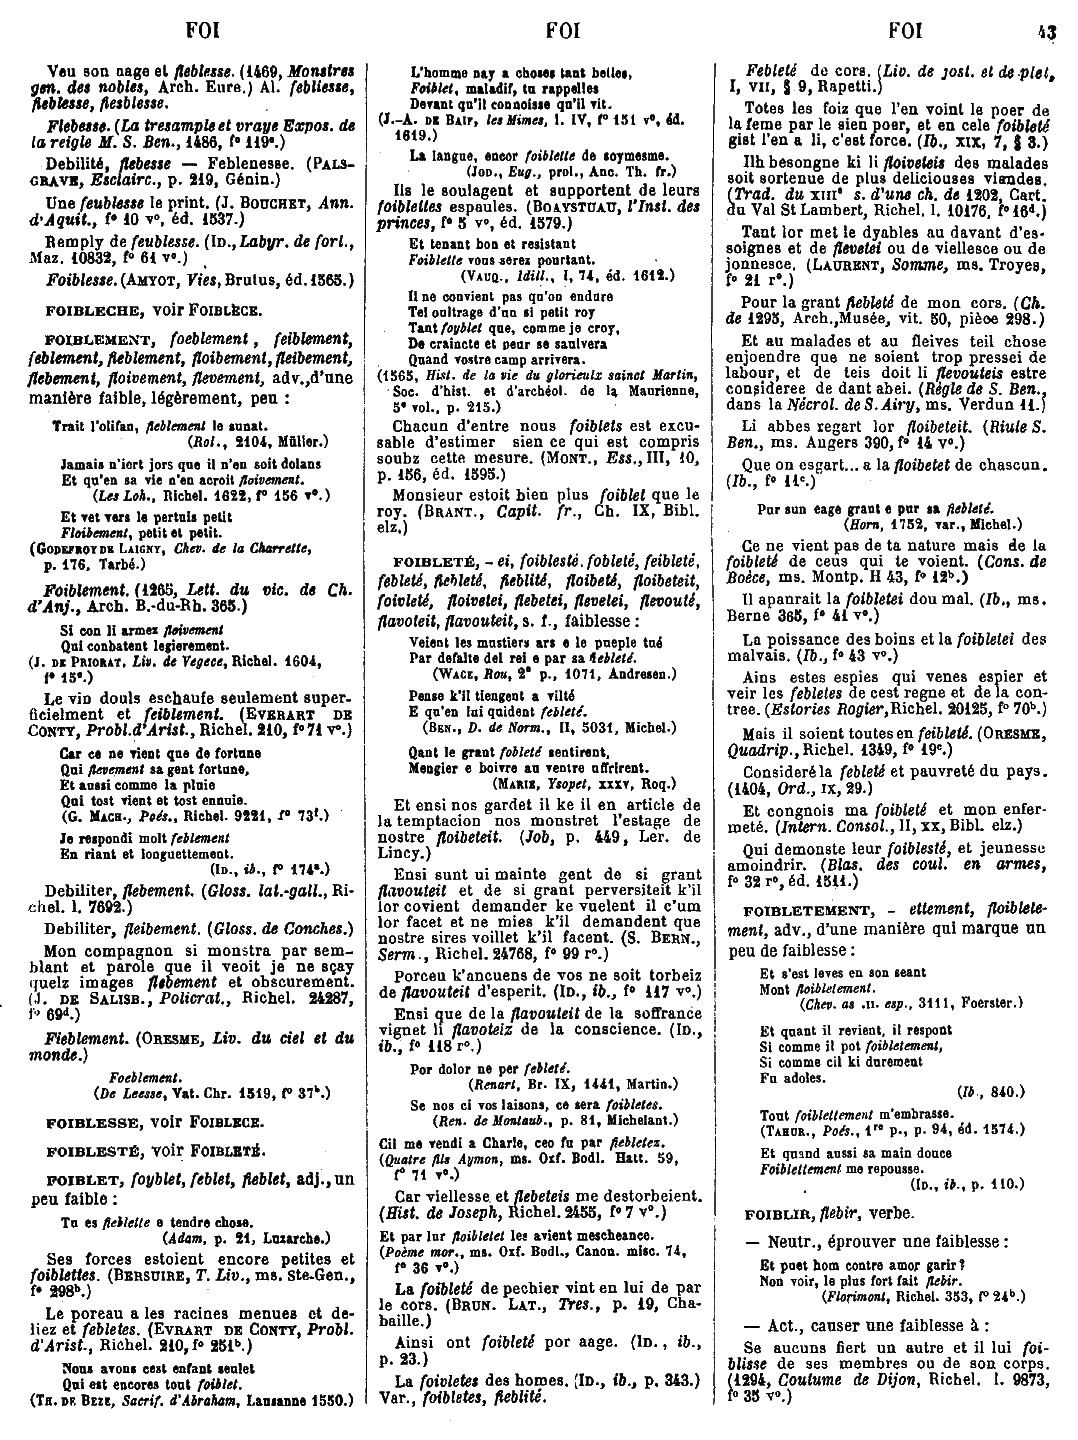 FOI
FOI
FOI
43
Veu son nage et fleblesse. (1469, Monstres
gen. des nobles, Arch. Eure.) Al. febliesse,
fieblesse, fiesblesse.
Flebesse. (La tresample et vraye Expos. de
la reigle M. S. Ben., 1486, f° 119ª.)
Debilité, flebesse — Feblenesse. (PALS-
GRAVE, Esclairc., p. 219, Génin.)
Une feublesse le print. (J. BOUCHET, Ann.
d'Aquit., f° 10 v°, éd. 1537.)
Remply de feublesse. (ID., Labyr. de fort.,
Maz. 10832, f° 61 v°.)
Foiblesse. (AMYOT, Vies, Brutus, éd. 1565.)
FOIBLECHE, voir FOIBLECE.
FOIBLEMENT, foeblement, feiblement,
feblement, fieblement, floibement, fleibement,
flebement, floivement, flevement, adv., d'une
manière faible, légèrement, peu :
Trait l'olifan, fieblement le sunat.
(Rol., 2104, Müller.)
Jamais n'iert jors que il n'en soit dolans
Et qu'en sa vie n'en acroit floivement.
(Les Loh., Richel. 1622, f° 156 v°.)
Et vet vers le pertuis petit
Floibement, petit et petit.
(GODEFROY DE LAIGNY, Chev. de la Charrette,
p. 176, Tarbé.)
Foiblement. (1265, Lett. du vic. de Ch.
d'Anj., Arch. B.-du-Rh. 365.)
Si con li armez floivement
Qui conbatent legierement.
(J. DE PRIORAT, Liv. de Vegece, Richel. 1604,
f° 15ª.)
Le vin douls eschaufe seulement super-
ficielment et feiblement. (EVERART DE
CONTY, Probl. d'Arist., Richel. 210, f° 71 v°.)
Car ce ne vient que de fortune
Qui flevement sa gent fortune,
Et aussi comme la pluie
Qui tost vient et tost ennuie.
(G. MACH., Poés., Richel. 9221, f° 73ᶠ.)
Je respondi molt feblement
En riant et longuettement.
(ID., ib., f° 174ª.)
Debiliter, flebement. (Gloss. lat.-gall., Ri-
chel. l. 7692.)
Debiliter, fleibement. (Gloss. de Conches.)
Mon compagnon si monstra par sem-
blant et parole que il veoit je ne sçay
quelz images flebement et obscurement.
(J. DE SALISB., Policrat., Richel. 24287,
f° 69ᵈ.)
Fieblement. (ORESME, Liv. du ciel et du
monde.)
Foeblement.
(De Leesse, Vat. Chr. 1519, f° 37ᵇ.)
FOIBLESSE, voir FOIBLECE.
FOIBLESTÉ, voir FOIBLETÉ.
FOIBLET, foyblet, feblet, fieblet, adj., un
peu faible :
Tu es fieblette e tendre chose.
(Adam, p. 21, Luzarche.)
Ses forces estoient encore petites et
foiblettes. (BERSUIRE, T. Liv., ms. Ste-Gen.,
f° 298ᵇ.)
Le poreau a les racines menues et de-
liez et febletes. (EVRART DE CONTY, Probl.
d'Arist., Richel. 210, f° 251ᵇ.)
Nous avons cest enfant seulet
Qui est encores tout foiblet.
(TH. DE BEZE, Sacrif. d'Abraham, Lausanne 1550.)
L'homme nay a choses tant belles,
Foiblet, maladif, tu rappelles
Devant qu'il connoisse qu'il vit.
(J.-A. DE BAIF, les Mimes, l. IV, f° 151 v°, éd.
1619.)
La langue, encor foiblette de soymesme.
(JOD., Eug., prol., Anc. Th. fr.)
Ils le soulagent et supportent de leurs
foiblettes espaules. (BOAYSTUAU, l'Inst. des
princes, f° 5 v°, éd. 1579.)
Et tenant bon et resistant
Foiblette vous serez pourtant.
(VAUQ., Idill., I, 74, éd. 1612.)
Il ne convient pas qu'on endure
Tel oultrage d'un si petit roy
Tant foyblet que, comme je croy,
De craincte et peur se saulvera
Quand vostre camp arrivera.
(1565, Hist. de la vie du glorieulx sainct Martin,
Soc. d'hist. et d'archéol. de la Maurienne,
5ᵉ vol., p. 215.)
Chacun d'entre nous foiblets est excu-
sable d'estimer sien ce qui est compris
soubz cette mesure. (MONT., Ess., III, 10,
p. 156, éd. 1595.)
Monsieur estoit bien plus foiblet que le
roy. (BRANT., Capit. fr., Ch. IX, Bibl.
elz.)
FOIBLETÉ, - ei, foiblesté, fobleté, feibleté,
febleté, fiebleté, fieblité, floibeté, floibeteit,
foivleté, floivetei, flebetei, flevetei, flevouté,
flavoteit, flavouteit, s. f., faiblesse :
Veient les mustiers ars e le pueple tué
Par defalte del rei e par sa fiebleté.
(WACE, Rou, 2ᵉ p., 1071, Andresen.)
Pense k'il tiengent a vilté
E qu'en lui quident febleté.
(BEN., D. de Norm., II, 5031, Michel.)
Qant le grant fobleté sentirent,
Mengier e boivre au ventre offrirent.
(MARIE, Ysopet, XXXV, Roq.)
Et ensi nos gardet il ke il en article de
la temptacion nos monstret l'estage de
nostre floibeteit. (Job, p. 449, Ler. de
Lincy.)
Ensi sunt ui mainte gent de si grant
flavouteit et de si grant perversiteit k'il
lor covient demander ke vuelent il c'um
lor facet et ne mies k'il demandent que
nostre sires voillet k'il facent. (S. BERN.,
Serm., Richel. 24768, f° 99 r°.)
Porceu k'ancuens de vos ne soit torbeiz
de flavouteit d'esperit. (ID., ib., f° 117 v°.)
Ensi que de la flavouteit de la soffrance
vignet li flavoteiz de la conscience. (ID.,
ib., f° 118 r°.)
Por dolor ne per febleté.
(Renart, Br. IX, 1441, Martin.)
Se nos ci vos laisons, ce sera foibletes.
(Ren. de Montaub., p. 81, Michelant.)
Cil me vendi a Charle, ceo fu par fiebletez.
(Quatre fils Aymon, ms. Oxf. Bodl. Hatt. 59,
f° 71 v°.)
Car viellesse et flebeteis me destorbeient.
(Hist. de Joseph, Richel. 2455, f° 7 v°.)
Et par lur floibletet les avient mescheance.
(Poème mor., ms. Oxf. Bodl., Canon. misc. 74,
f° 36 v°.)
La foibleté de pechier vint en lui de par
le cors. (BRUN. LAT., Tres., p. 19, Cha-
baille.)
Ainsi ont foibleté por aage. (ID., ib.,
p. 23.)
La foivletes des homes. (ID., ib., p. 343.)
Var., foibletes, fieblité.
Febleté de cors. (Liv. de jost. et de plet,
I, VII, § 9, Rapetti.)
Totes les foiz que l'en voint le poer de
la feme par le sien poer, et en cele foibleté
gist l'en a li, c'est force. (Ib., XIX, 7, § 3.)
Ilh besongne ki li floiveteis des malades
soit sortenue de plus deliciouses viandes.
(Trad. du XIIIᵉ s. d'une ch. de 1202, Cart.
du Val St Lambert, Richel. l. 10176, f° 16ᵈ.)
Tant lor met le dyables au davant d'es-
soignes et de flevetei ou de viellesce ou de
jonnesce. (LAURENT, Somme, ms. Troyes,
f° 21 r°.)
Pour la grant fiebleté de mon cors. (Ch.
de 1295, Arch., Musée, vit. 50, pièce 298.)
Et au malades et au fleives teil chose
enjoendre que ne soient trop pressei de
labour, et de teis doit li flevouteis estre
consideree de dant abei. (Règle de S. Ben.,
dans la Nécrol. de S. Airy, ms. Verdun 11.)
Li abbes regart lor floibeteit. (Riule S.
Ben., ms. Angers 390, f° 14 v°.)
Que on esgart... a la floibetet de chascun.
(Ib., f° 11ᶜ.)
Pur sun eage grant e pur sa fiebleté.
(Horn, 1752, var., Michel.)
Ce ne vient pas de ta nature mais de la
foibleté de ceus qui te voient. (Cons. de
Boëce, ms. Montp. H 43, f° 12ᵇ.)
Il apanrait la foibletei dou mal. (Ib., ms.
Berne 365, f° 41 v°.)
La poissance des boins et la foibletei des
malvais. (Ib., f° 43 v°.)
Ains estes espies qui venes espier et
veir les febletes de cest regne et de la con-
tree. (Estories Rogier, Richel. 20125, f° 70ᵇ.)
Mais il soient toutes en feibleté. (ORESME,
Quadrip., Richel. 1349, f° 19ᶜ.)
Consideré la febleté et pauvreté du pays.
(1404, Ord., IX, 29.)
Et congnois ma foibleté et mon enfer-
meté. (Intern. Consol., II, XX, Bibl. elz.)
Qui demonste leur foiblesté, et jeunesse
amoindrir. (Blas. des coul. en armes,
f° 32 r°, éd. 1511.)
FOIBLETEMENT, - ettement, floiblete-
ment, adv., d'une manière qui marque un
peu de faiblesse :
Et s'est leves en son seant
Mont floibletement.
(Chev. as .II. esp., 3111, Foerster.)
Et quant il revient, il respont
Si comme il pot foibletement,
Si comme cil ki durement
Fu adoles.
(Ib., 840.)
Tout foiblettement m'embrasse.
(TAHUR., Poés., 1ʳᵉ p., p. 94, éd. 1574.)
Et quand aussi sa main douce
Foiblettement me repousse.
(ID., ib., p. 110.)
FOIBLIR, flebir, verbe.
— Neutr., éprouver une faiblesse :
Et puet hom contre amor garir?
Non voir, le plus fort fait flebir.
(Florimont, Richel. 353, f° 24ᵇ.)
— Act., causer une faiblesse à :
Se aucuns fiert un autre et il lui foi-
blisse de ses membres ou de son corps.
(1294, Coutume de Dijon, Richel. l. 9873,
f° 35 v°.)